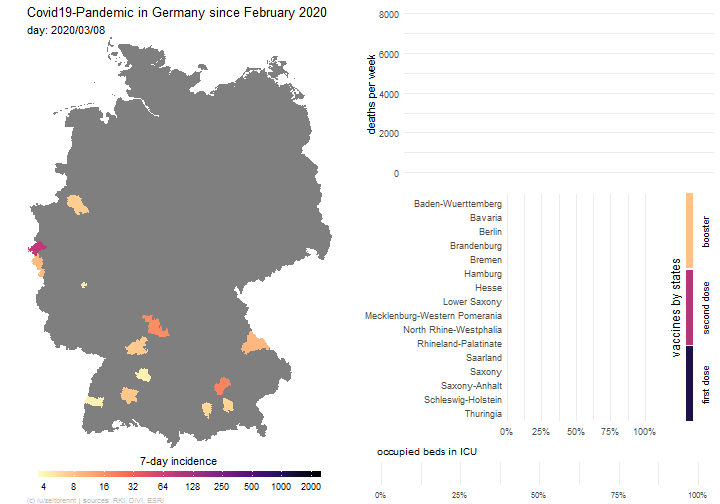 Covid19-Pandemic in Germany since February 2020
day: 2020/03/08
7-day incidence
4 8 16 32 64 128 250 500 1000 2000
(c) /u/zeitbremt | sources: RKI, DIVI, ESRI
deaths per week
8000
6000
4000
2000
0
Baden-Wuerttemberg
Bavaria
Berlin
Brandenburg
Bremen
Hamburg
Hesse
Lower Saxony
Mecklenburg-Western Pomerania
North Rhine-Westphalia
Rhineland-Palatinate
Saarland
Saxony
Saxony-Anhalt
Schleswig-Holstein
Thuringia
0% 25% 50% 75% 100%
vaccines by states
booster
second dose
first dose
occupied beds in ICU
0% 25% 50% 75% 100%